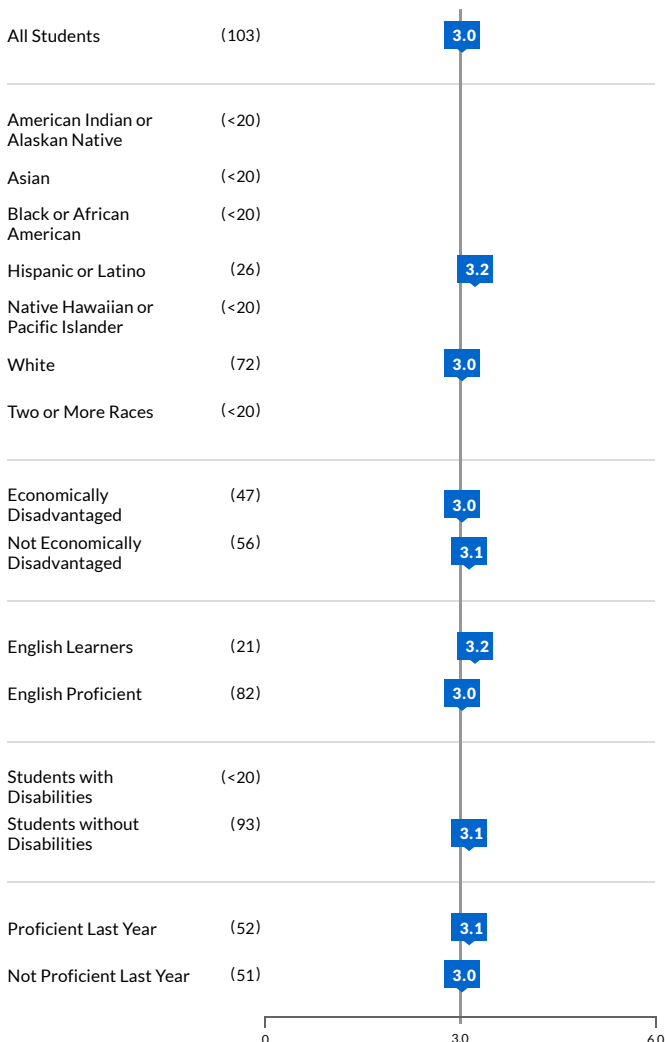 All Students (103) 3.0
American Indian or (<20)
Alaskan Native
Asian (<20)
Black or African (<20)
American
Hispanic or Latino (26) 3.2
Native Hawaiian or (<20)
Pacific Islander
White (72) 3.0
Two or More Races (<20)
Economically (47) 3.0
Disadvantaged
Not Economically (56) 3.1
Disadvantaged
English Learners (21) 3.2
English Proficient (82) 3.0
Students with (<20)
Disabilities
Students without (93) 3.1
Disabilities
Proficient Last Year (52) 3.1
Not Proficient Last Year (51) 3.0
0 3.0 6.0